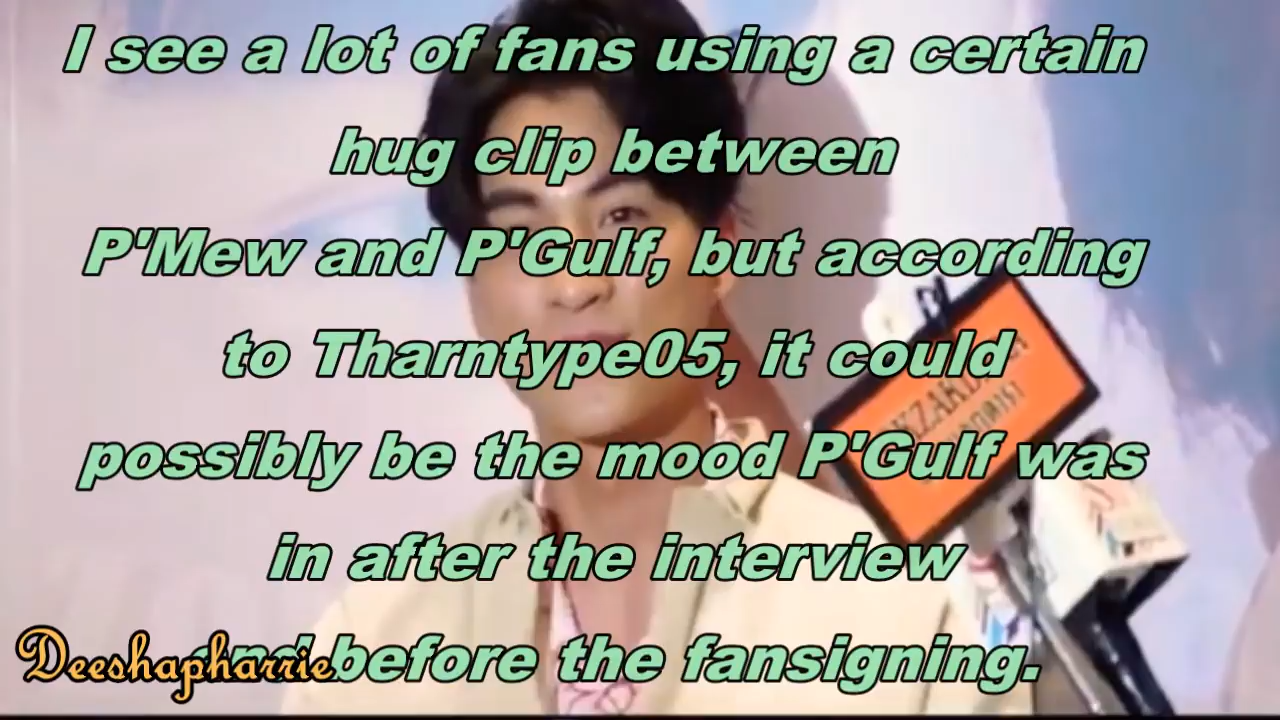 I see a lot of fans using a certain
hug clip between
P'Mew and P'Gulf, but according
to Tharntype05, it could
possibly be the mood P'Gulf was
in after the interview
and before the fansigning.
Deeshapharrie